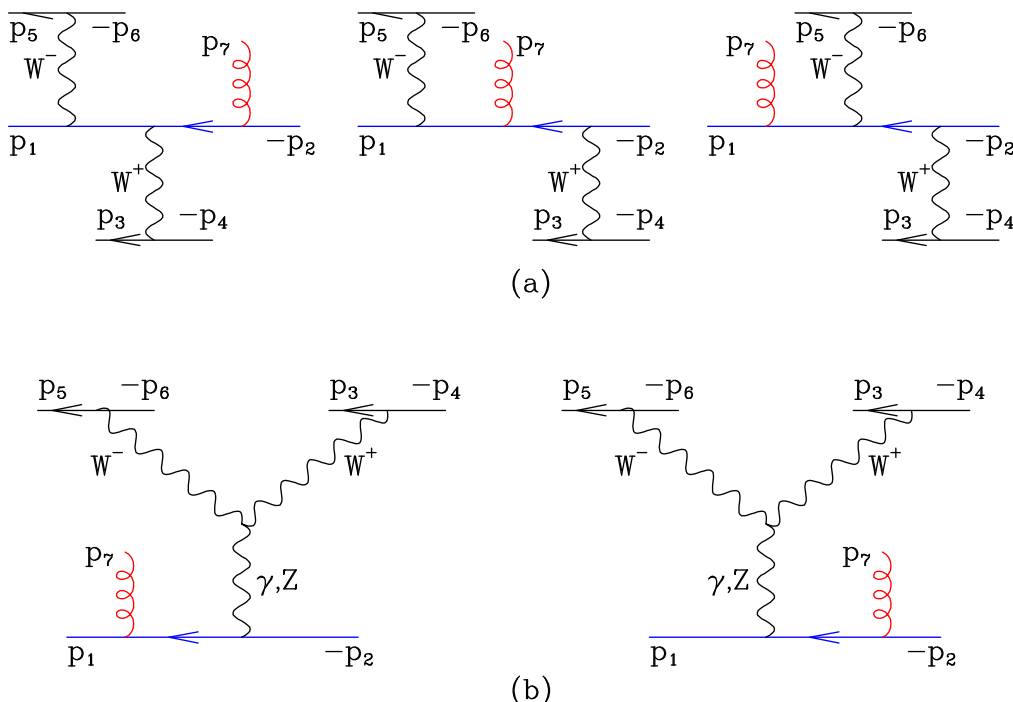 p₅ −p₆ p₇ p₅ −p₆ p₇ p₇ p₅ −p₆
W⁻ W⁻ W⁻
p₁ −p₂ p₁ −p₂ p₁ −p₂
W⁺ W⁺ W⁺
p₃ −p₄ p₃ −p₄ p₃ −p₄
(a)
p₅ −p₆ p₃ −p₄ p₅ −p₆ p₃ −p₄
W⁻ W⁺ W⁻ W⁺
p₇ γ,Z γ,Z p₇
p₁ −p₂ p₁ −p₂
(b)